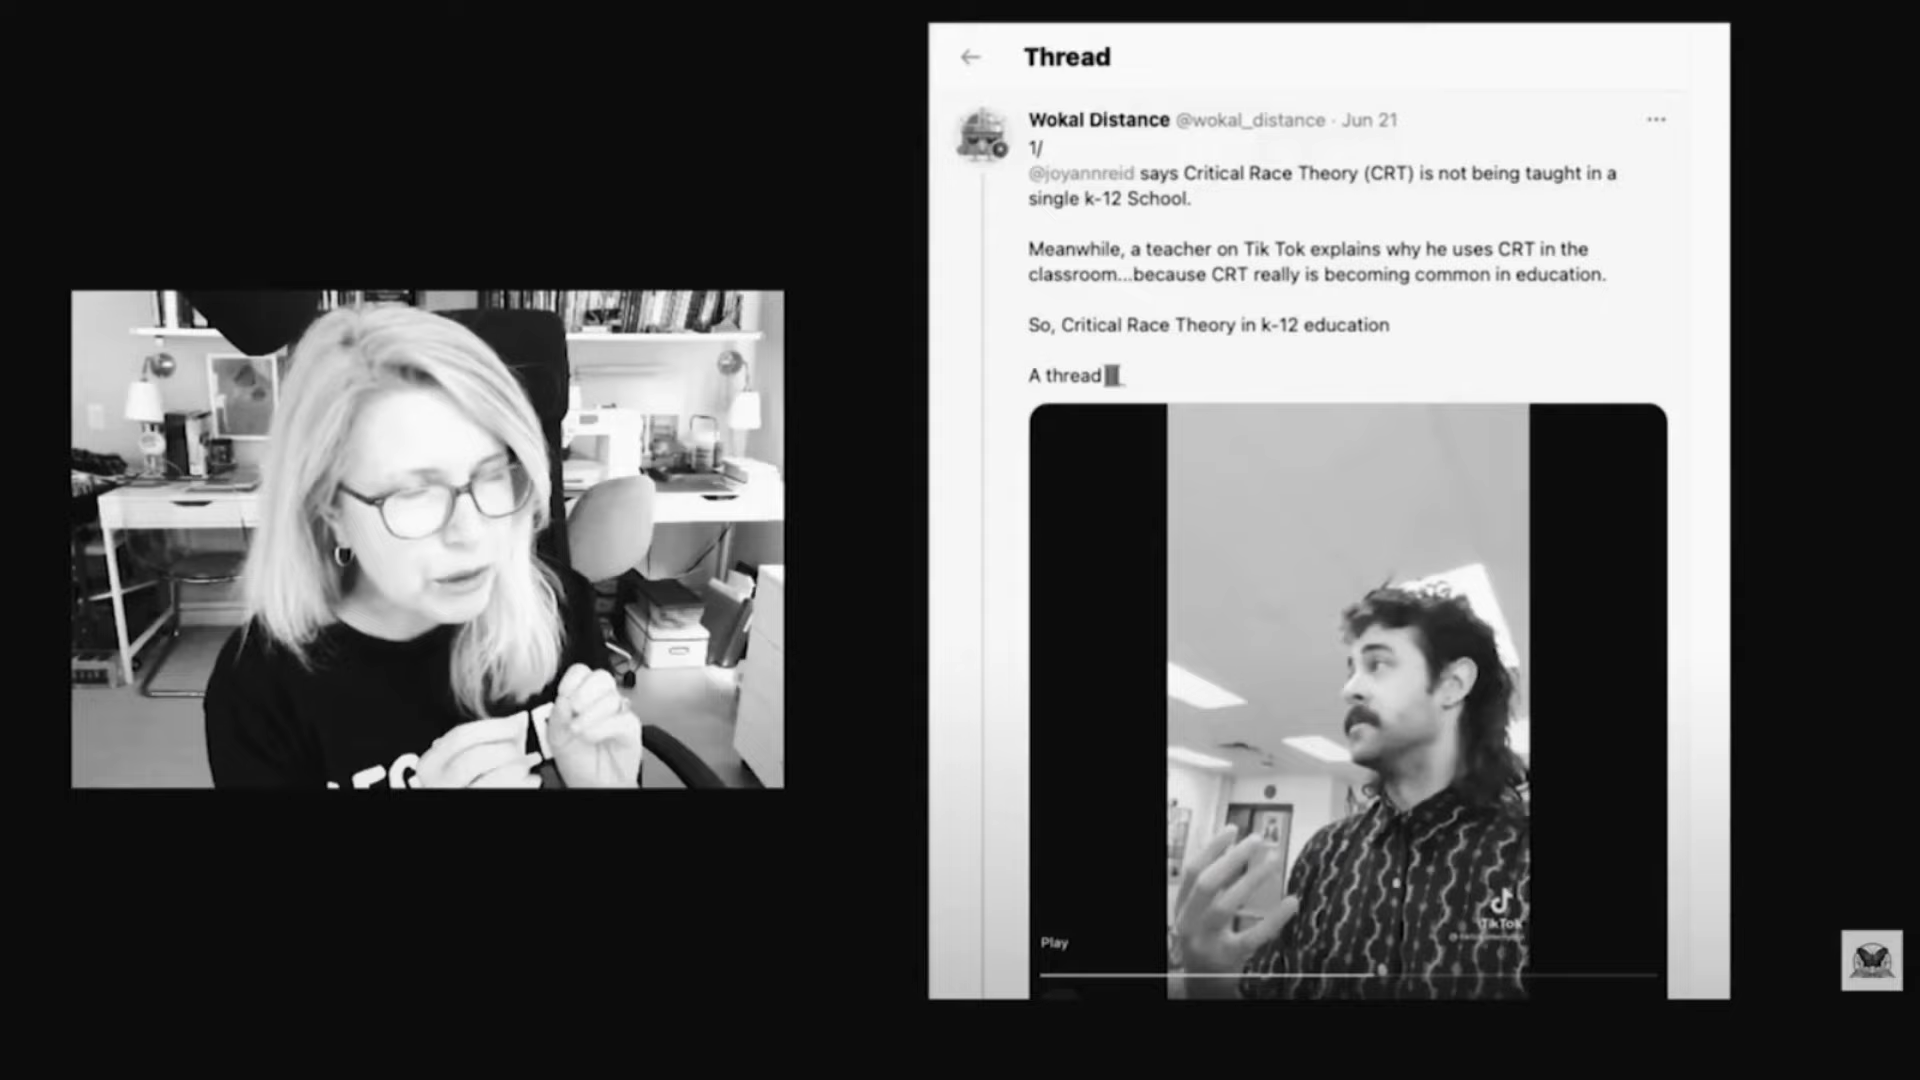 Thread
Wokal Distance @wokal_distance · Jun 21
1/
@joyannreid says Critical Race Theory (CRT) is not being taught in a
single k-12 School.
Meanwhile, a teacher on Tik Tok explains why he uses CRT in the
classroom...because CRT really is becoming common in education.
So, Critical Race Theory in k-12 education
A thread
TikTok
Play